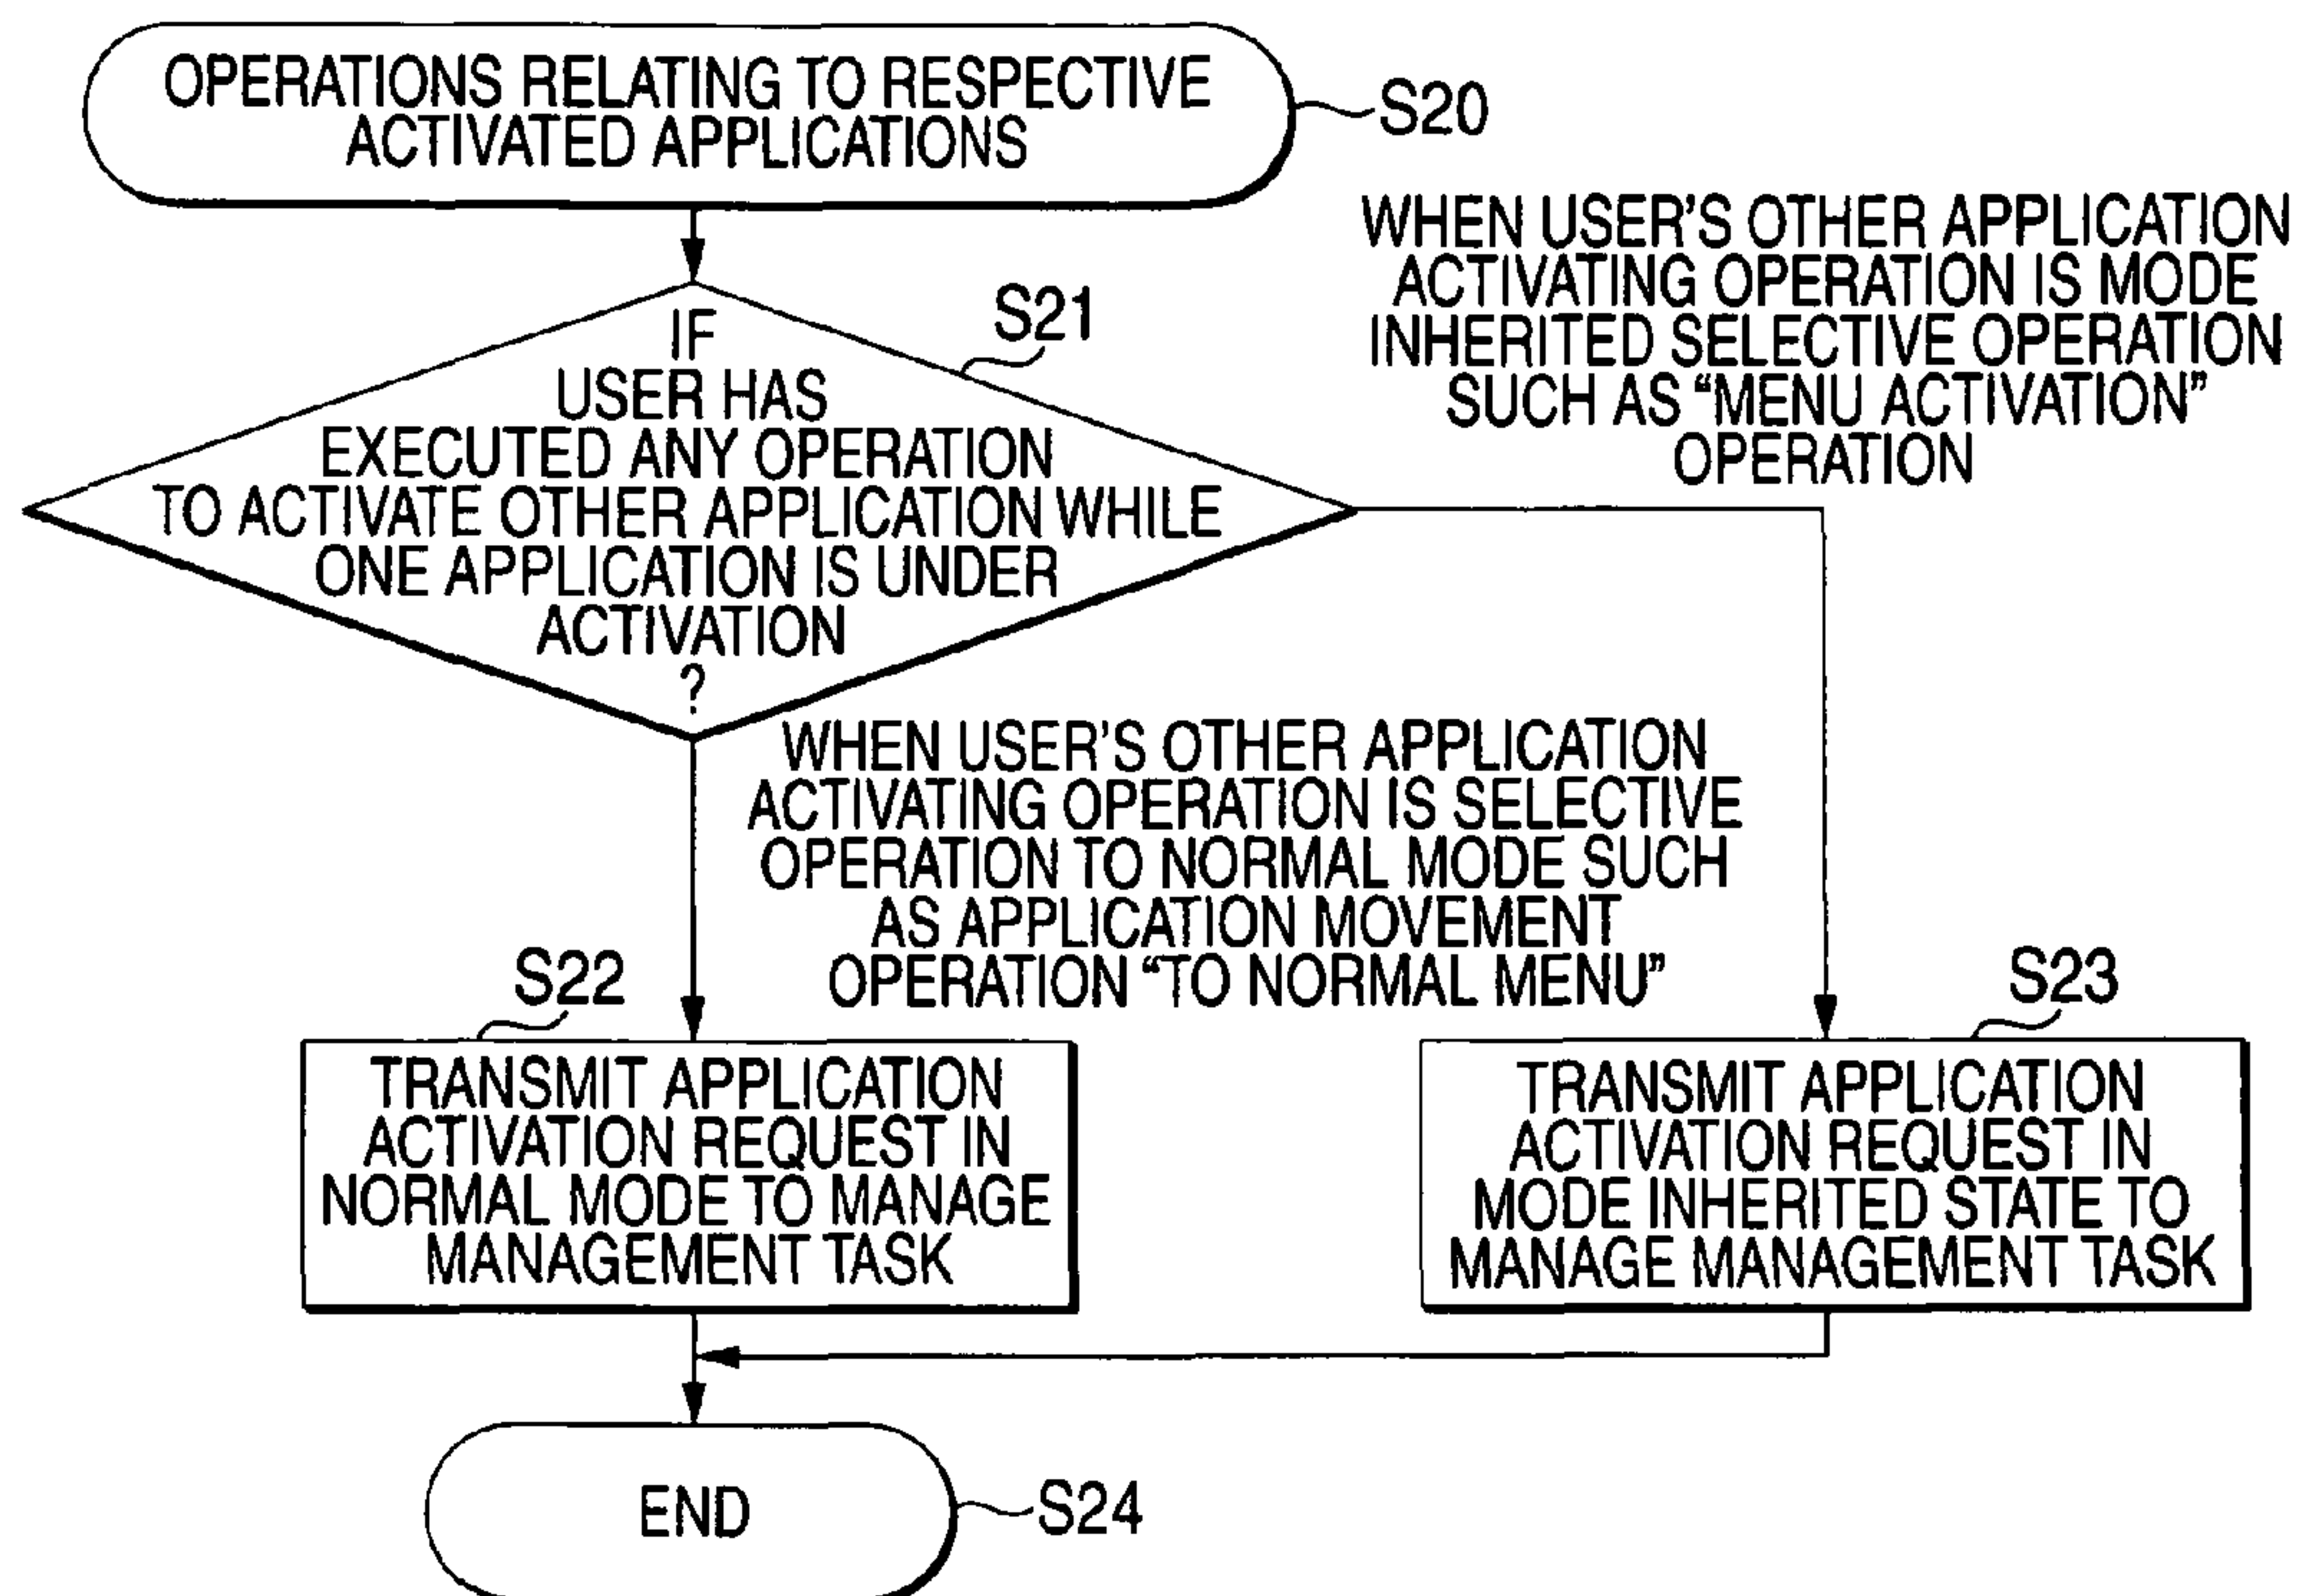 OPERATIONS RELATING TO RESPECTIVE
ACTIVATED APPLICATIONS
S20
WHEN USER'S OTHER APPLICATION
ACTIVATING OPERATION IS MODE
INHERITED SELECTIVE OPERATION
SUCH AS “MENU ACTIVATION”
OPERATION
S21
IF
USER HAS
EXECUTED ANY OPERATION
TO ACTIVATE OTHER APPLICATION WHILE
ONE APPLICATION IS UNDER
ACTIVATION
?
WHEN USER'S OTHER APPLICATION
ACTIVATING OPERATION IS SELECTIVE
OPERATION TO NORMAL MODE SUCH
AS APPLICATION MOVEMENT
OPERATION “TO NORMAL MENU”
S22
TRANSMIT APPLICATION
ACTIVATION REQUEST IN
NORMAL MODE TO MANAGE
MANAGEMENT TASK
S23
TRANSMIT APPLICATION
ACTIVATION REQUEST IN
MODE INHERITED STATE TO
MANAGE MANAGEMENT TASK
END
S24